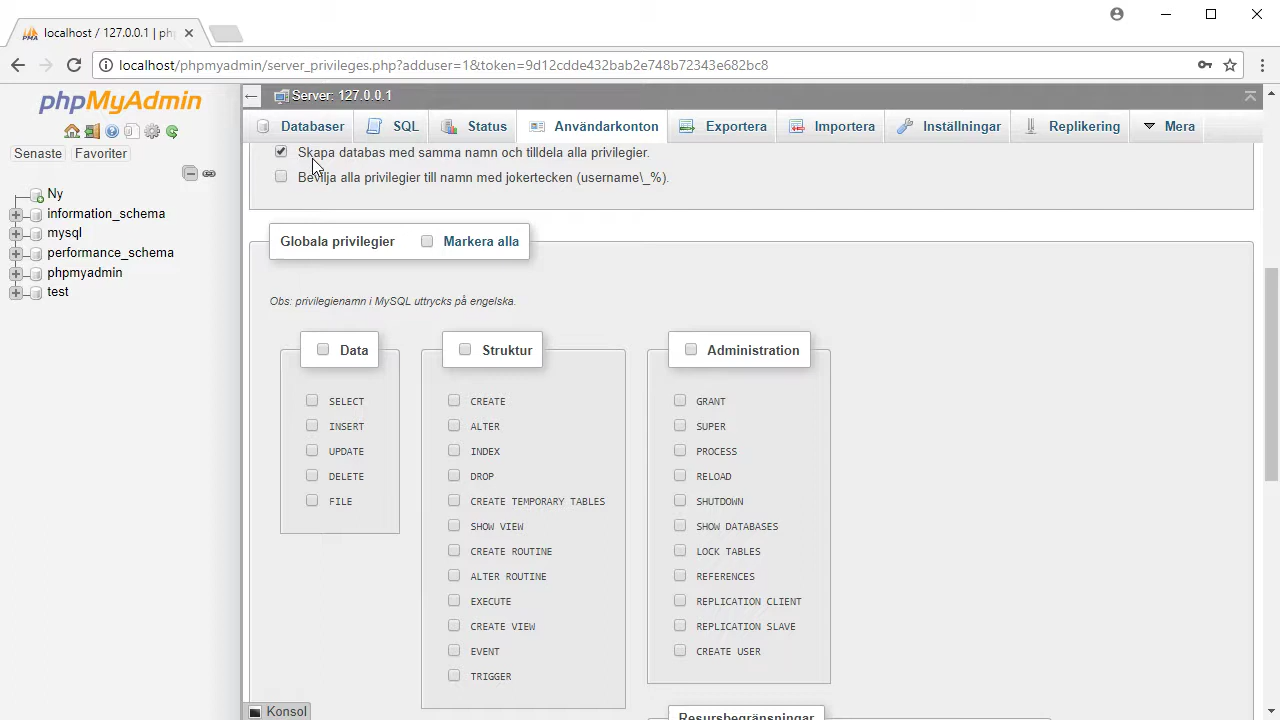 localhost / 127.0.0.1 | ph
localhost/phpmyadmin/server_privileges.php?adduser=1&token=9d12cdde432bab2e748b72343e682bc8
phpMyAdmin
Senaste
Favoriter
Ny
information_schema
mysql
performance_schema
phpmyadmin
test
Server: 127.0.0.1
Databaser
SQL
Status
Användarkonton
Exportera
Importera
Inställningar
Replikering
Mera
Skapa databas med samma namn och tilldela alla privilegier.
Bevilja alla privilegier till namn med jokertecken (username\_%).
Globala privilegier
Markera alla
Obs: privilegienamn i MySQL uttrycks på engelska.
Data
SELECT
INSERT
UPDATE
DELETE
FILE
Struktur
CREATE
ALTER
INDEX
DROP
CREATE TEMPORARY TABLES
SHOW VIEW
CREATE ROUTINE
ALTER ROUTINE
EXECUTE
CREATE VIEW
EVENT
TRIGGER
Administration
GRANT
SUPER
PROCESS
RELOAD
SHUTDOWN
SHOW DATABASES
LOCK TABLES
REFERENCES
REPLICATION CLIENT
REPLICATION SLAVE
CREATE USER
Resursbegränsningar
Konsol